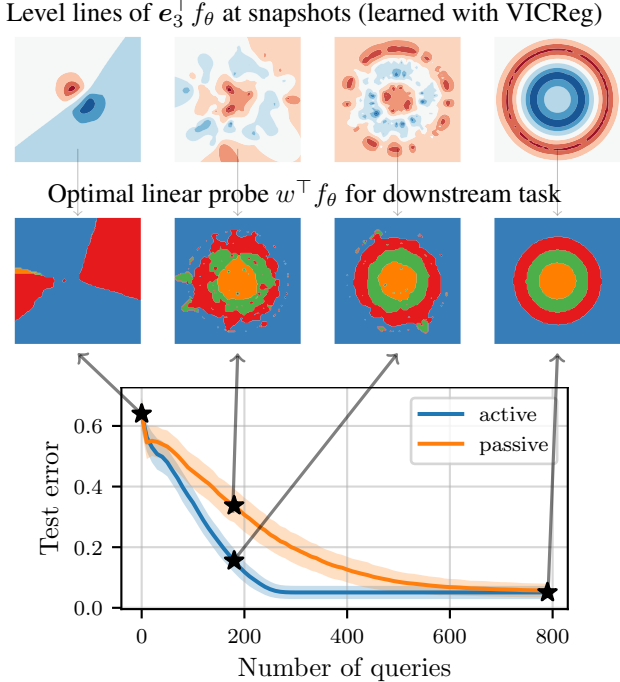 Level lines of e₃⊤ f_θ at snapshots (learned with VICReg)
Optimal linear probe w⊤ f_θ for downstream task
active
passive
0.6
0.4
0.2
0.0
Test error
0 200 400 600 800
Number of queries